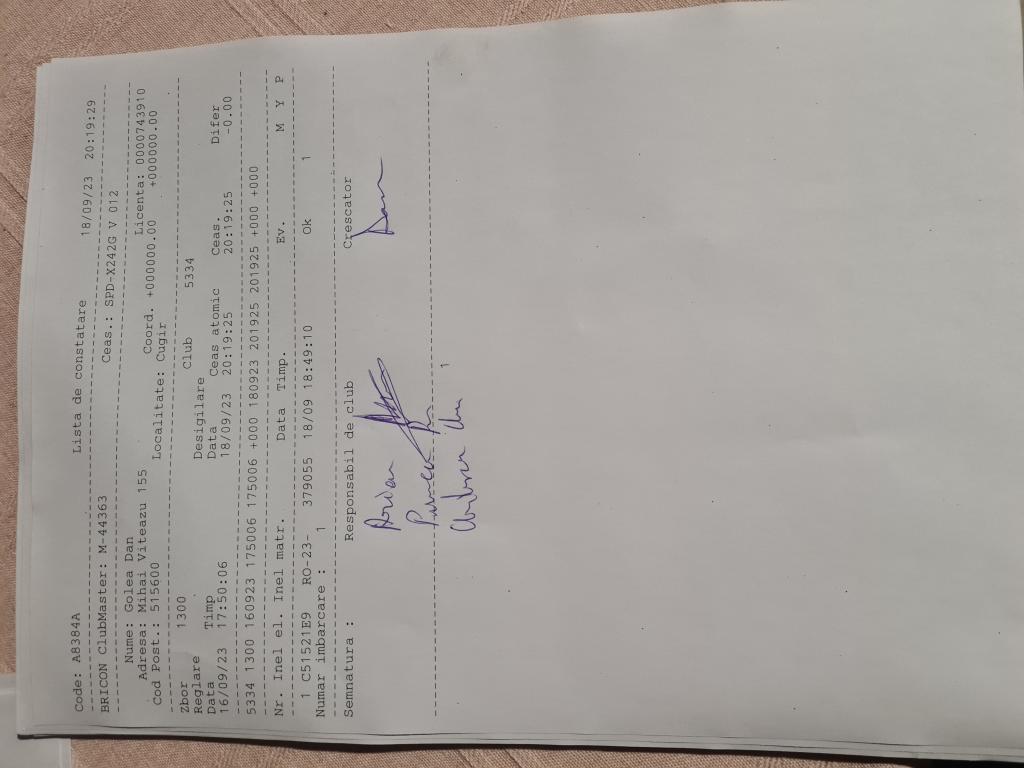 Code: A8384A Lista de constatare 18/09/23 20:19:29
BRICON ClubMaster: M-44363 Ceas.: SPD-X242G V 012
Nume: Golea Dan Licenta: 0000743910
Adresa: Mihai Viteazu 155 Coord. +000000.00 +000000.00
Cod Post.: 515600 Localitate: Cugir
Zbor 1300 Club 5334
Reglare Desigilare
Data Timp Data Ceas atomic Ceas. Difer
16/09/23 17:50:06 18/09/23 20:19:25 20:19:25 -0.00
5334 1300 160923 175006 175006 +000 180923 201925 201925 +000 +000
Nr. Inel el. Inel matr. Data Timp. Ev. M Y P
1 C51521E9 RO-23- 379055 18/09 18:49:10 Ok 1
Numar imbarcare : 1
Semnatura : Responsabil de club Crescator
1